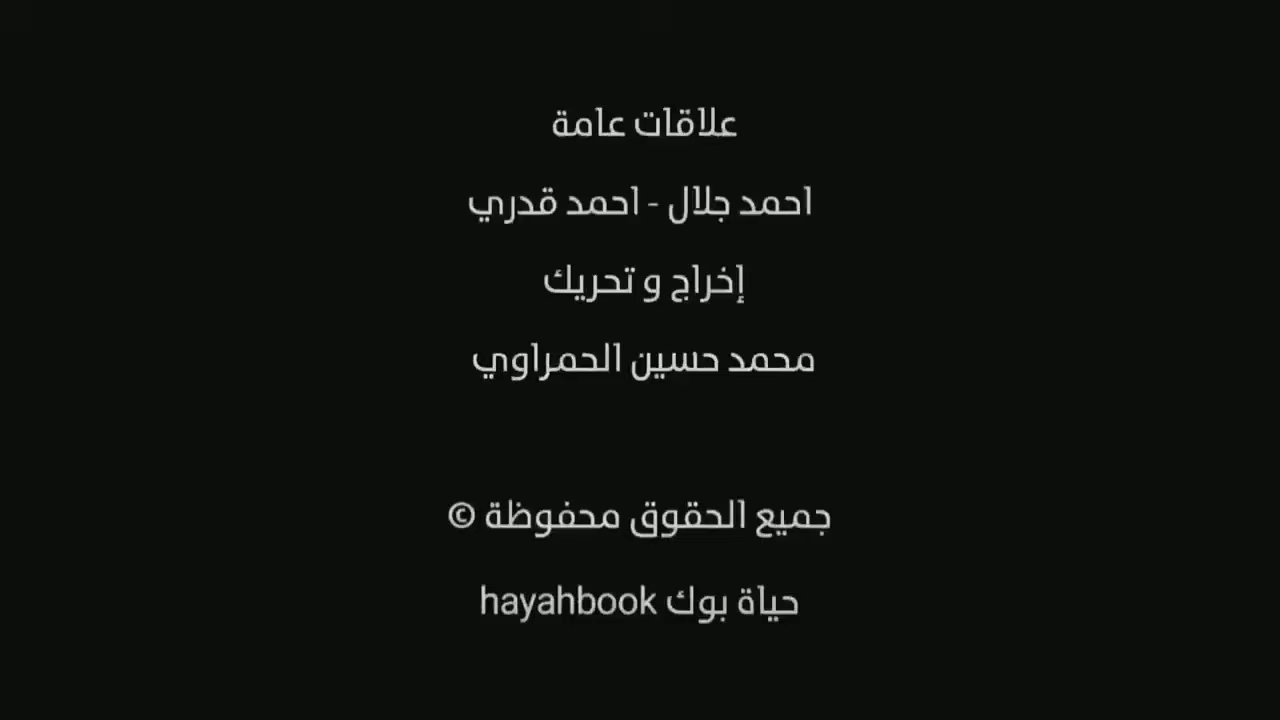 علاقات عامة
احمد جلال - احمد قدري
إخراج و تحريك
محمد حسين الحمراوي
جميع الحقوق محفوظة ©
حياة بوك hayahbook